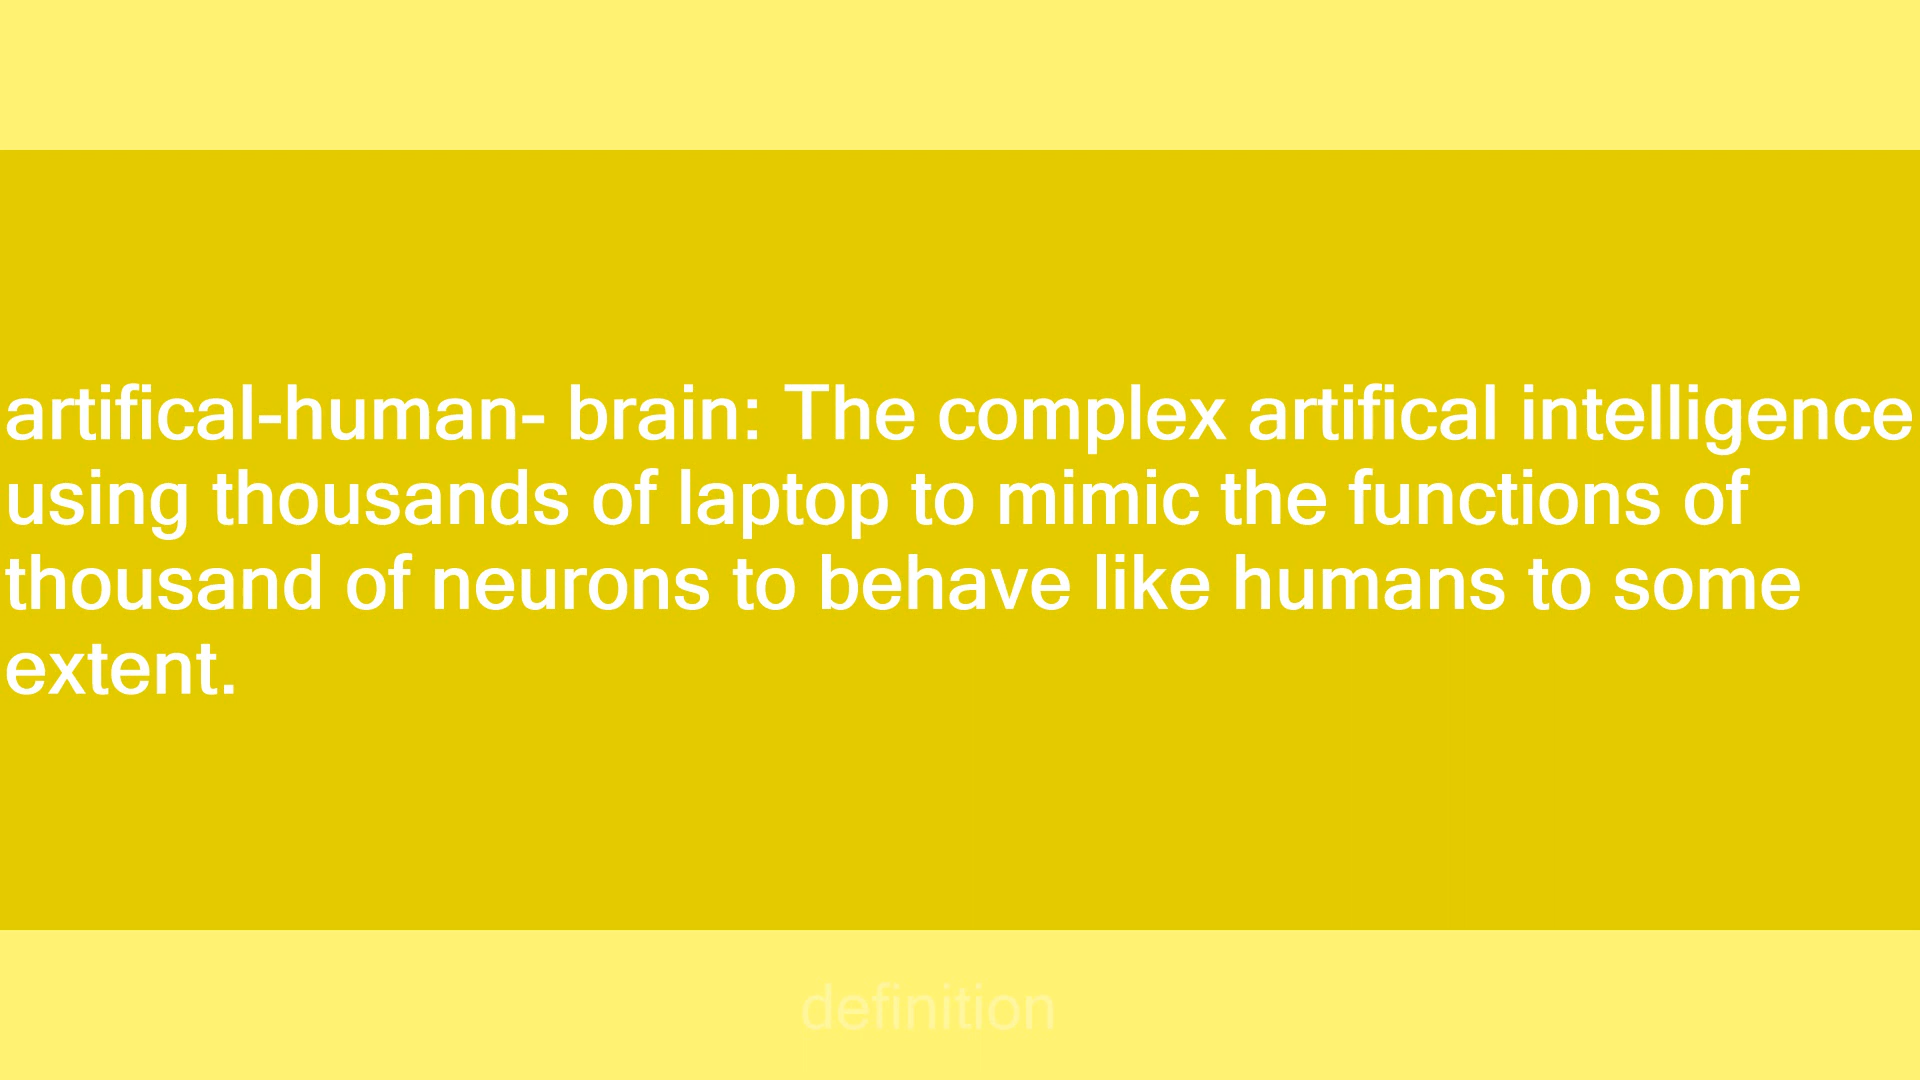 artifical-human- brain: The complex artifical intelligence
using thousands of laptop to mimic the functions of
thousand of neurons to behave like humans to some
extent.
definition